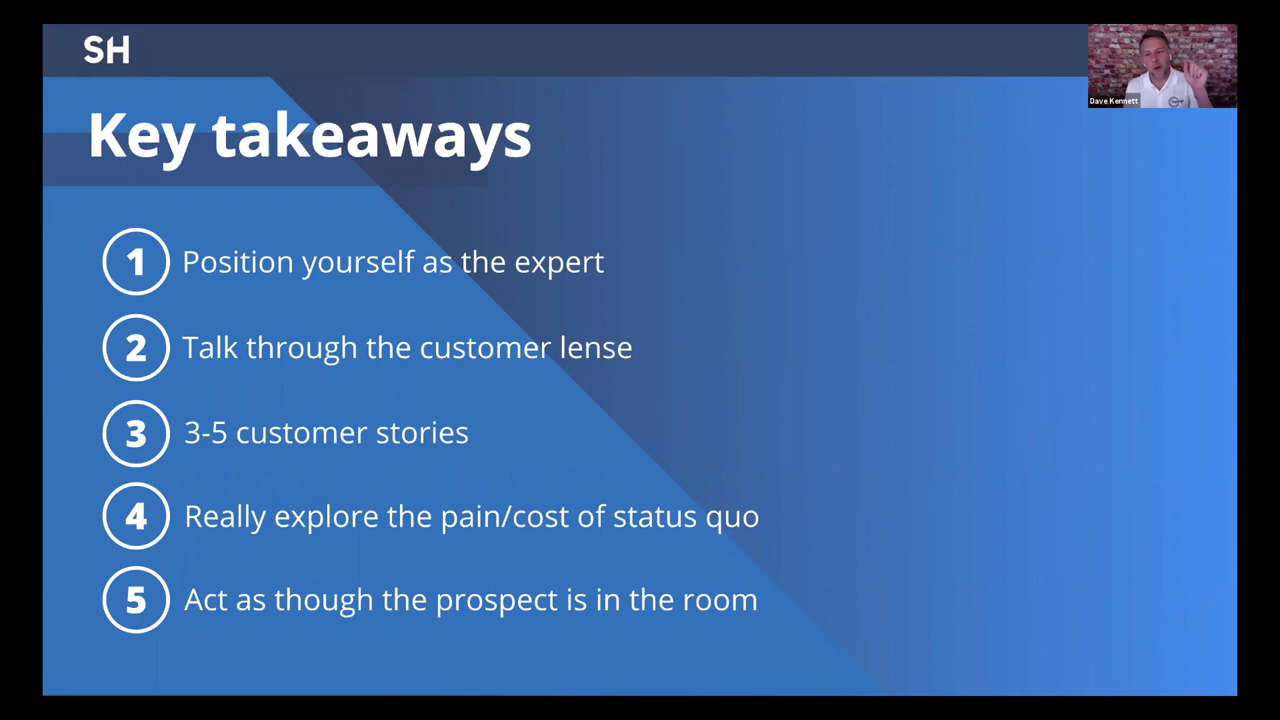 SH
Dave Kennett
Key takeaways
1 Position yourself as the expert
2 Talk through the customer lense
3 3-5 customer stories
4 Really explore the pain/cost of status quo
5 Act as though the prospect is in the room